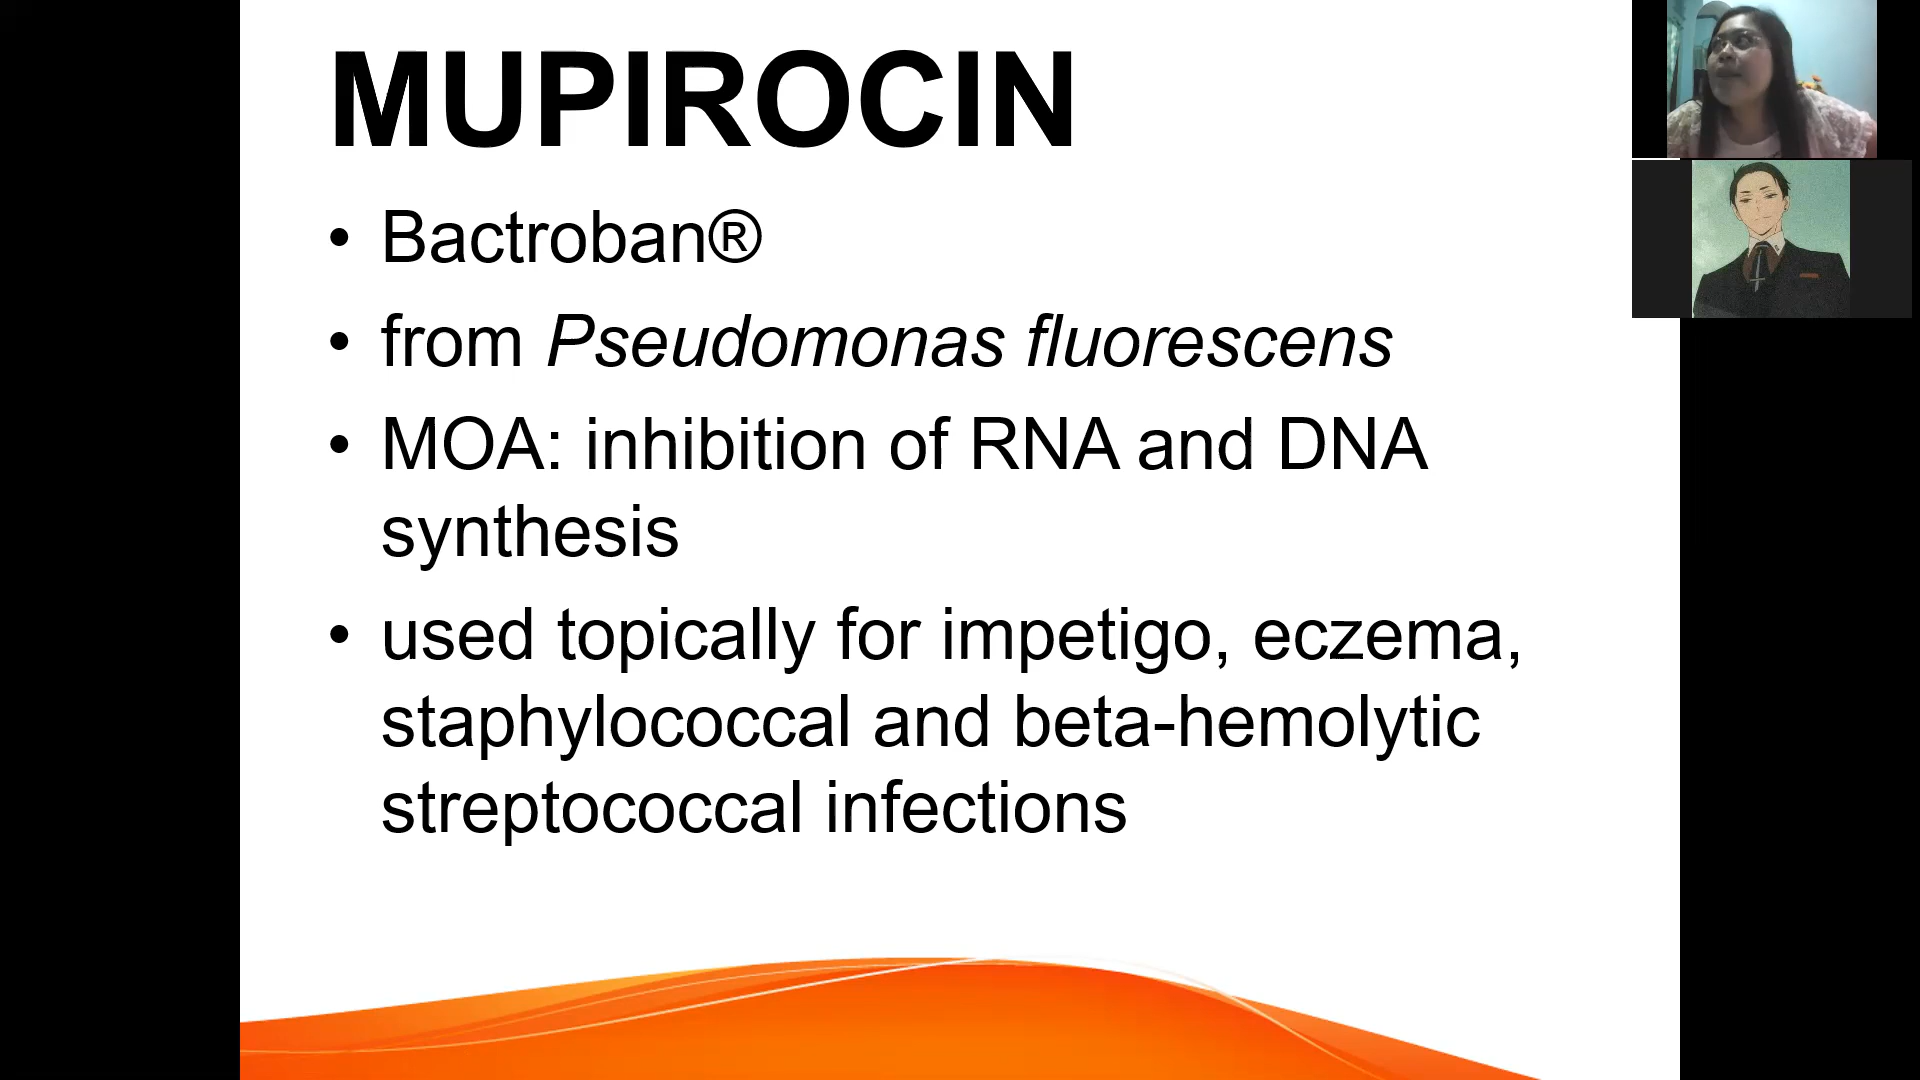 MUPIROCIN
• Bactroban®
• from Pseudomonas fluorescens
• MOA: inhibition of RNA and DNA
synthesis
• used topically for impetigo, eczema,
staphylococcal and beta-hemolytic
streptococcal infections